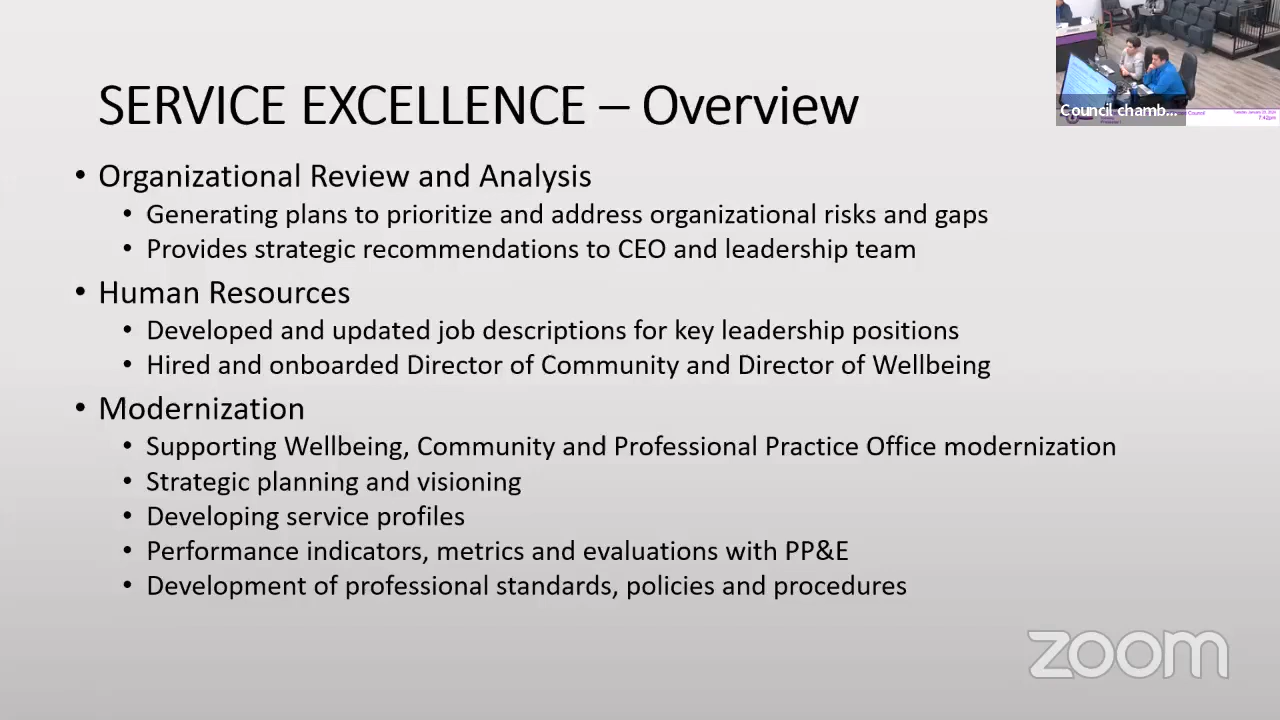 SERVICE EXCELLENCE – Overview
Council chamb...
• Organizational Review and Analysis
• Generating plans to prioritize and address organizational risks and gaps
• Provides strategic recommendations to CEO and leadership team
• Human Resources
• Developed and updated job descriptions for key leadership positions
• Hired and onboarded Director of Community and Director of Wellbeing
• Modernization
• Supporting Wellbeing, Community and Professional Practice Office modernization
• Strategic planning and visioning
• Developing service profiles
• Performance indicators, metrics and evaluations with PP&E
• Development of professional standards, policies and procedures
zoom